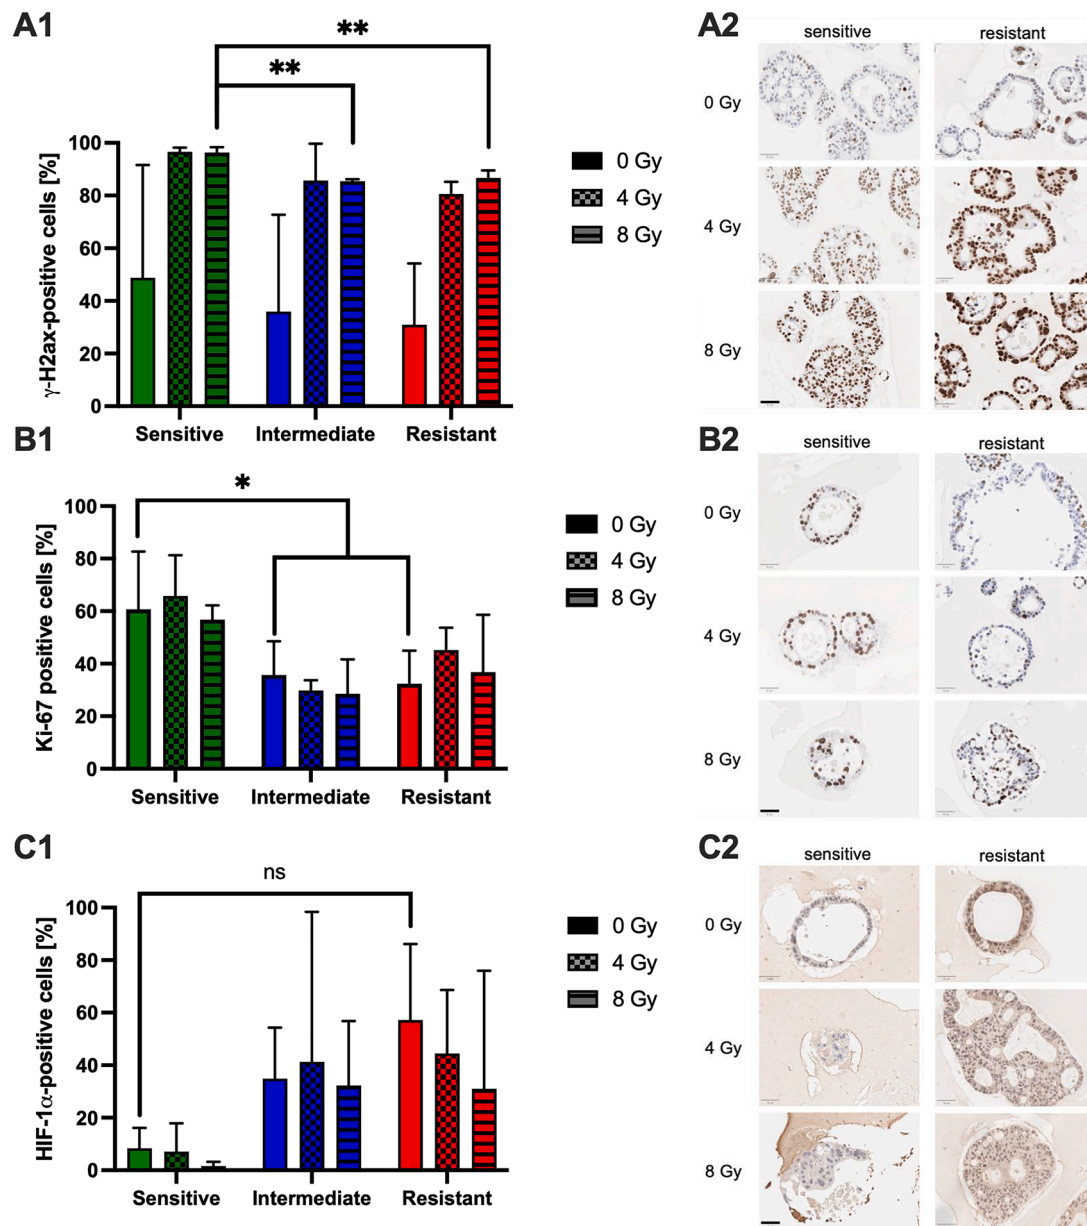 A1
**
**
γ-H2ax-positive cells [%]
100
80
60
40
20
0
Sensitive Intermediate Resistant
0 Gy
4 Gy
8 Gy
A2
sensitive resistant
0 Gy
4 Gy
8 Gy
B1
*
Ki-67 positive cells [%]
100
80
60
40
20
0
Sensitive Intermediate Resistant
0 Gy
4 Gy
8 Gy
B2
sensitive resistant
0 Gy
4 Gy
8 Gy
C1
ns
HIF-1α-positive cells [%]
100
80
60
40
20
0
Sensitive Intermediate Resistant
0 Gy
4 Gy
8 Gy
C2
sensitive resistant
0 Gy
4 Gy
8 Gy